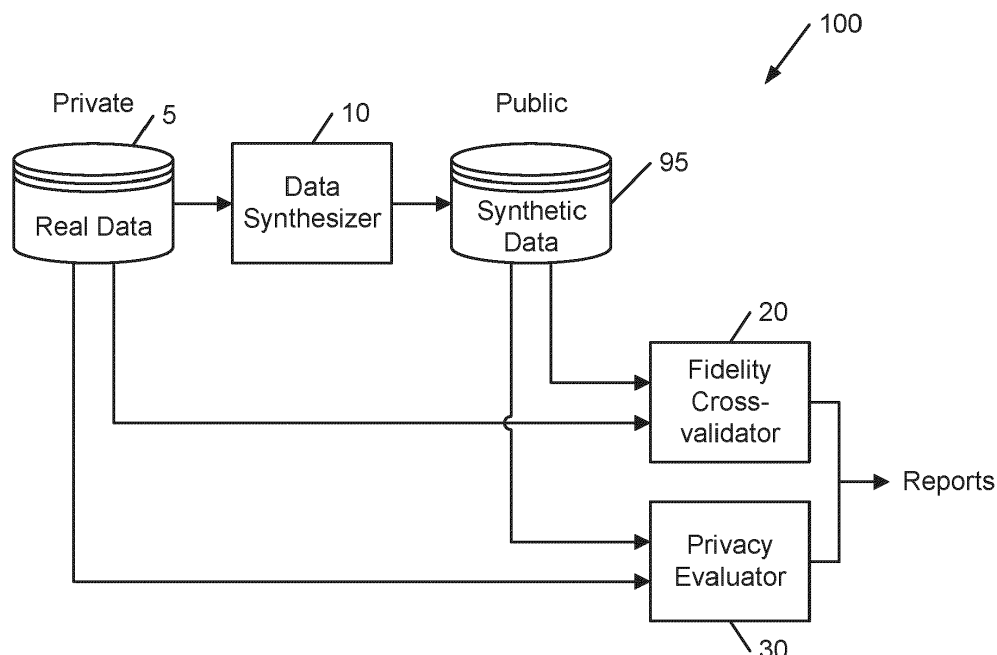 100
Private
5
10
Public
95
Real Data
Data
Synthesizer
Synthetic
Data
20
Fidelity
Cross-
validator
Reports
Privacy
Evaluator
30